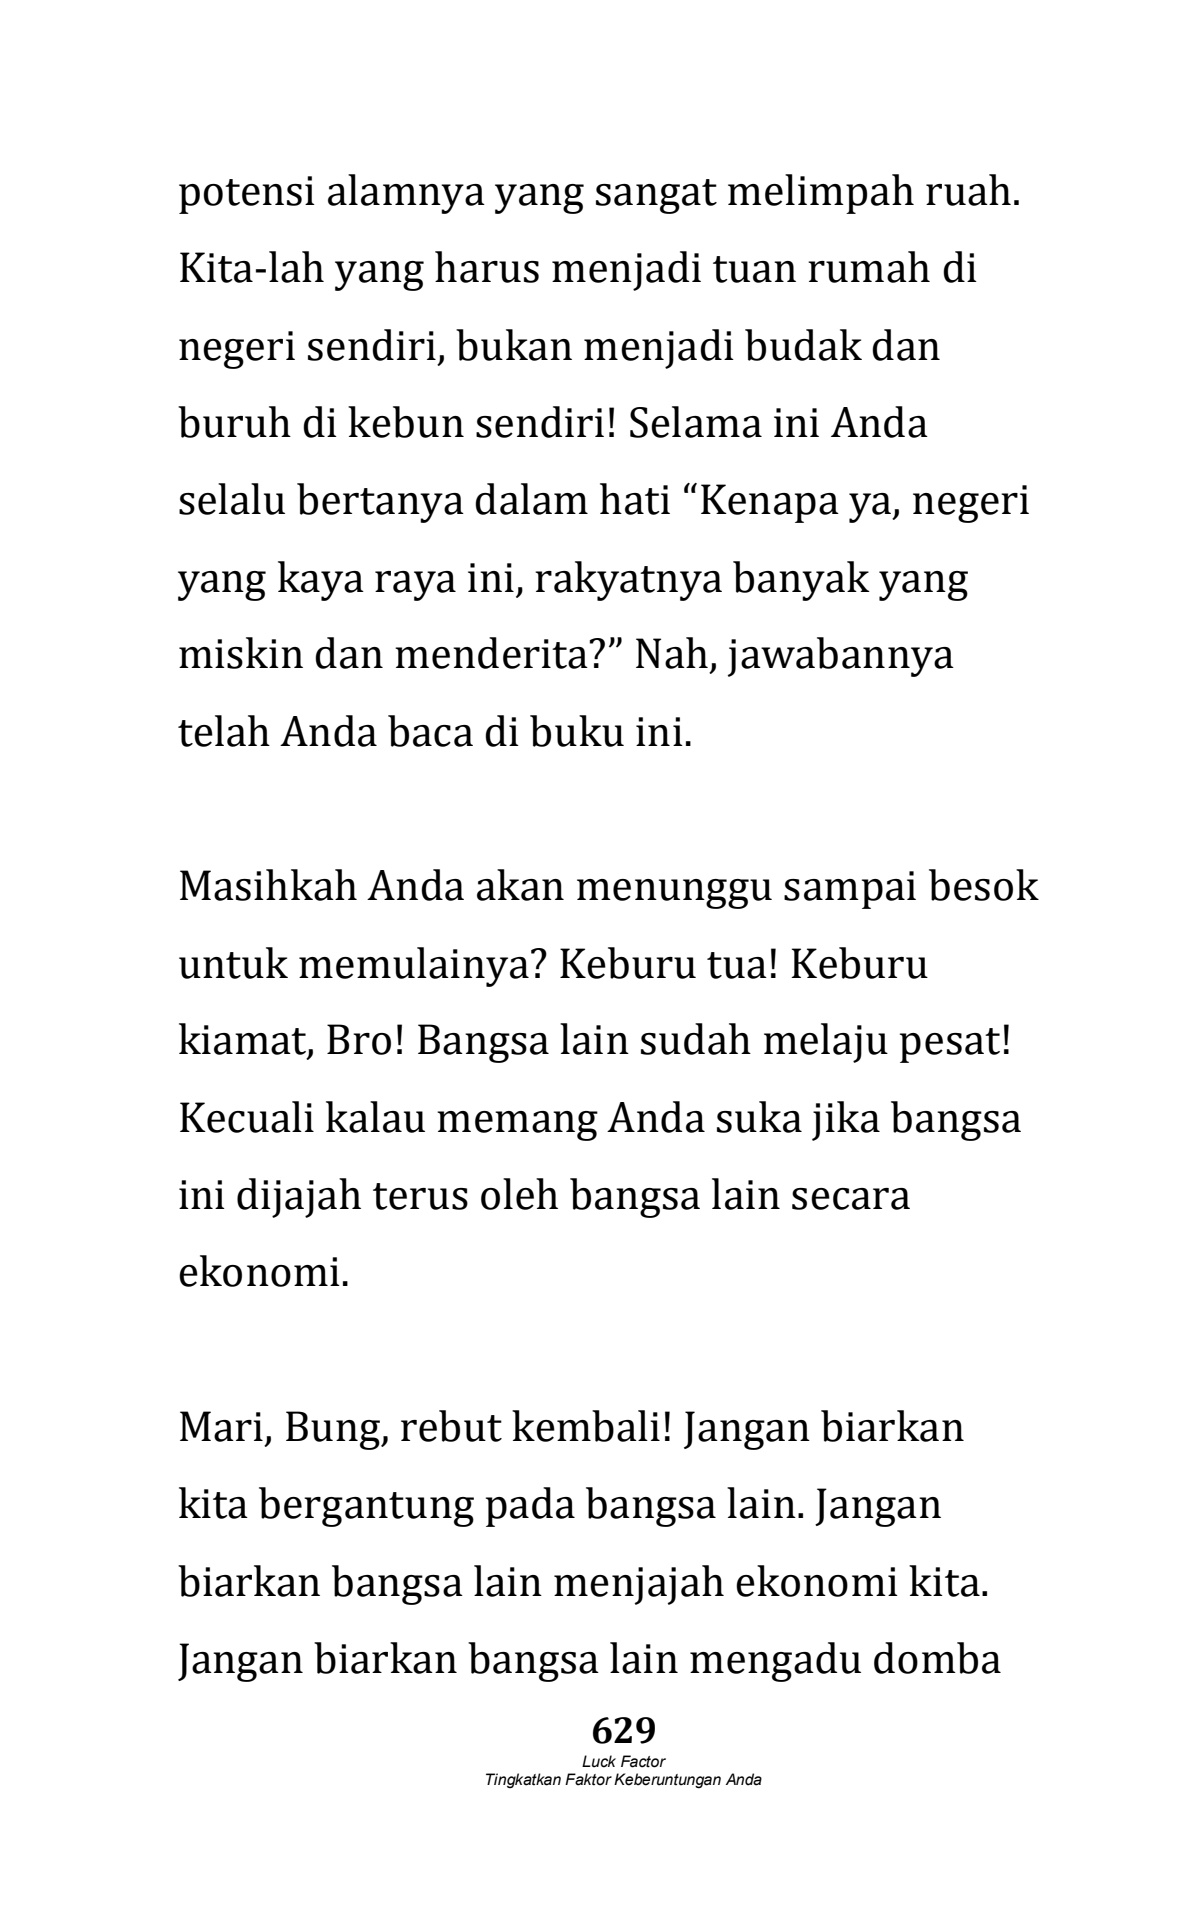 potensi alamnya yang sangat melimpah ruah.
Kita-lah yang harus menjadi tuan rumah di
negeri sendiri, bukan menjadi budak dan
buruh di kebun sendiri! Selama ini Anda
selalu bertanya dalam hati “Kenapa ya, negeri
yang kaya raya ini, rakyatnya banyak yang
miskin dan menderita?” Nah, jawabannya
telah Anda baca di buku ini.
Masihkah Anda akan menunggu sampai besok
untuk memulainya? Keburu tua! Keburu
kiamat, Bro! Bangsa lain sudah melaju pesat!
Kecuali kalau memang Anda suka jika bangsa
ini dijajah terus oleh bangsa lain secara
ekonomi.
Mari, Bung, rebut kembali! Jangan biarkan
kita bergantung pada bangsa lain. Jangan
biarkan bangsa lain menjajah ekonomi kita.
Jangan biarkan bangsa lain mengadu domba
629
Luck Factor
Tingkatkan Faktor Keberuntungan Anda